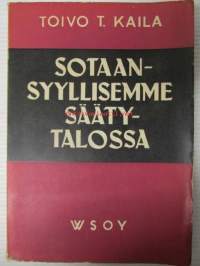 TOIVO T. KAILA
SOTAAN-
SYYLLISEMME
SÄÄTY-
TALOSSA
WSOY